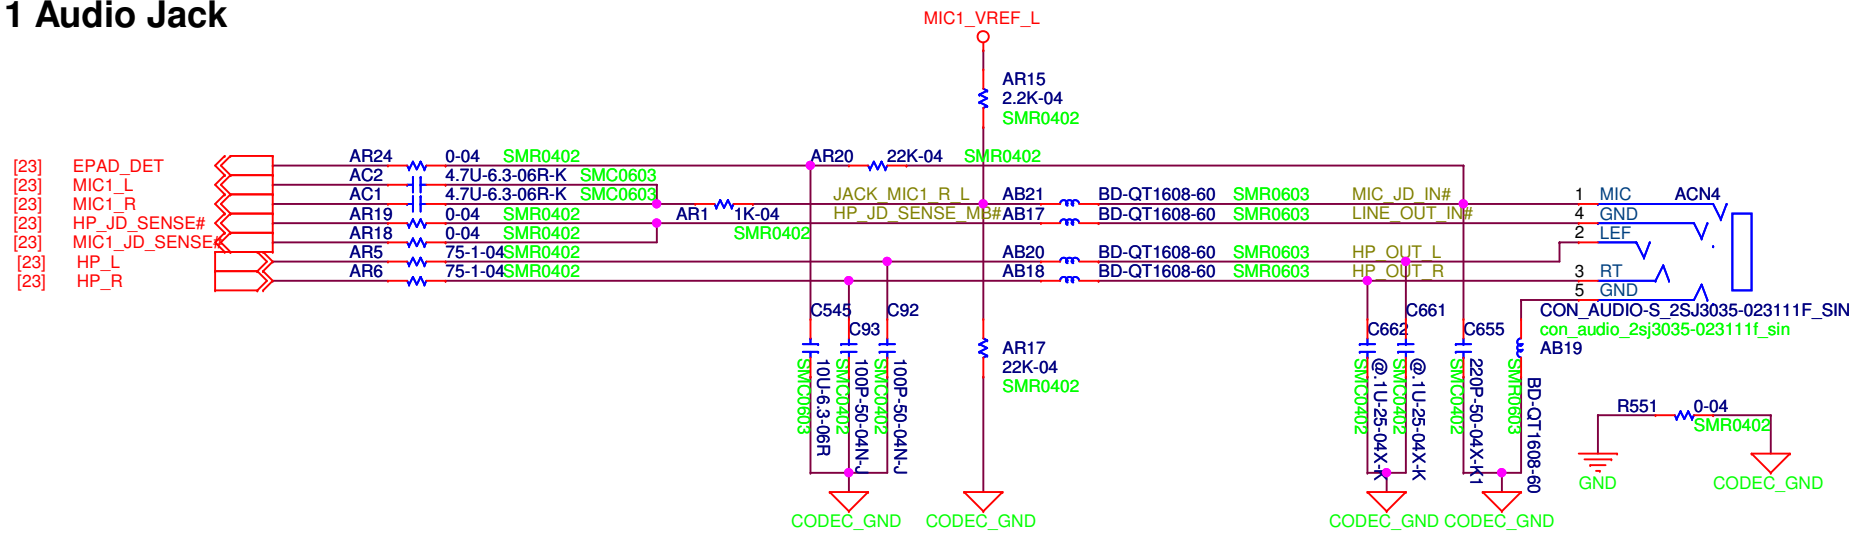 1 Audio Jack
MIC1_VREF_L
AR15
2.2K-04
SMR0402
[23] EPAD_DET AR24 0-04 SMR0402 AR20 22K-04 SMR0402
[23] MIC1_L AC2 4.7U-6.3-06R-K SMC0603
[23] MIC1_R AC1 4.7U-6.3-06R-K SMC0603 JACK_MIC1_R_L AB21 BD-QT1608-60 SMR0603 MIC_JD_IN# 1 MIC ACN4
[23] HP_JD_SENSE# AR19 0-04 SMR0402 AR1 1K-04 HP_JD_SENSE_MB# AB17 BD-QT1608-60 SMR0603 LINE_OUT_IN# 4 GND
[23] MIC1_JD_SENSE# AR18 0-04 SMR0402 SMR0402 2 LEF
[23] HP_L AR5 75-1-04 SMR0402 AB20 BD-QT1608-60 SMR0603 HP_OUT_L
[23] HP_R AR6 75-1-04 SMR0402 AB18 BD-QT1608-60 SMR0603 HP_OUT_R 3 RT
5 GND
C545 C92 C661 CON_AUDIO-S_2SJ3035-023111F_SIN
C93 C662 C655 con_audio_2sj3035-023111f_sin
AR17 AB19
22K-04
SMR0402
SMC0603 10U-6.3-06R
SMC0402 100P-50-04N-J
SMC0402 100P-50-04N-J
SMC0402 @.1U-25-04X-K
SMC0402 @.1U-25-04X-K
SMC0402 220P-50-04X-K1
SMR0603 BD-QT1608-60
R551 0-04
SMR0402
GND CODEC_GND
CODEC_GND CODEC_GND CODEC_GND CODEC_GND